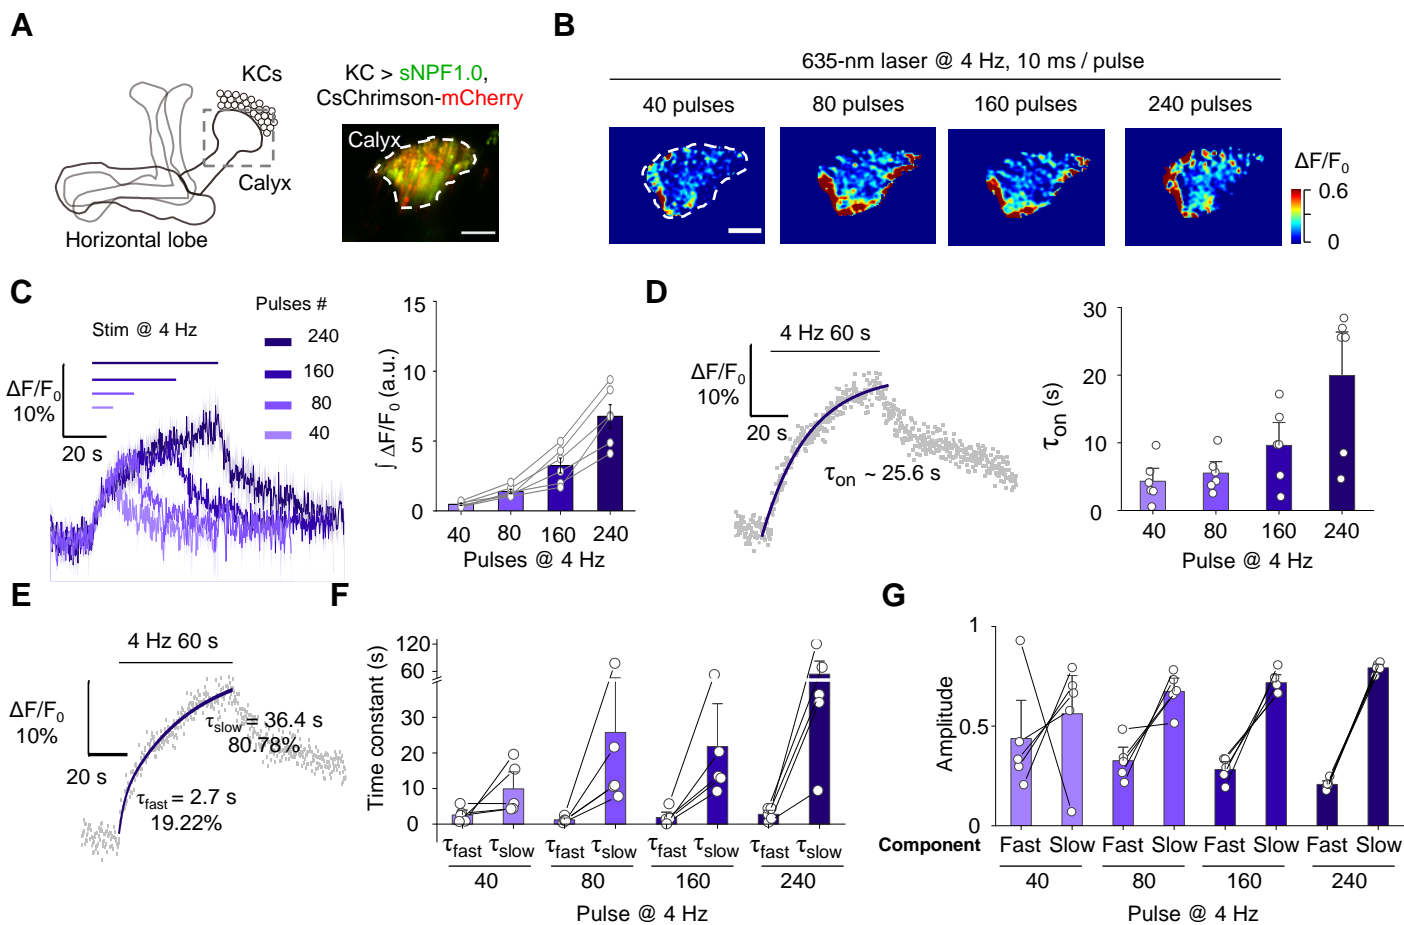 A
KCs
Calyx
Horizontal lobe
KC > sNPF1.0,
CsChrimson-mCherry
Calyx
B
635-nm laser @ 4 Hz, 10 ms / pulse
40 pulses
80 pulses
160 pulses
240 pulses
ΔF/F0
0.6
0
C
Pulses #
Stim @ 4 Hz
240
160
80
40
ΔF/F0
10%
20 s
∫ ΔF/F0 (a.u.)
15
10
5
0
40
80
160
240
Pulses @ 4 Hz
D
4 Hz 60 s
ΔF/F0
10%
20 s
τon ~ 25.6 s
τon (s)
30
20
10
0
40
80
160
240
Pulse @ 4 Hz
E
4 Hz 60 s
ΔF/F0
10%
20 s
τslow = 36.4 s
80.78%
τfast = 2.7 s
19.22%
F
Time constant (s)
120
60
30
20
10
0
τfast τslow
τfast τslow
τfast τslow
τfast τslow
40
80
160
240
Pulse @ 4 Hz
G
Amplitude
1
0.5
0
Component
Fast Slow
Fast Slow
Fast Slow
Fast Slow
40
80
160
240
Pulse @ 4 Hz